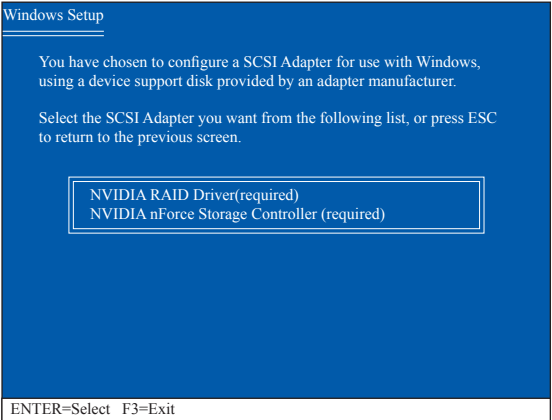 Windows Setup
You have chosen to configure a SCSI Adapter for use with Windows,
using a device support disk provided by an adapter manufacturer.
Select the SCSI Adapter you want from the following list, or press ESC
to return to the previous screen.
NVIDIA RAID Driver(required)
NVIDIA nForce Storage Controller (required)
ENTER=Select F3=Exit